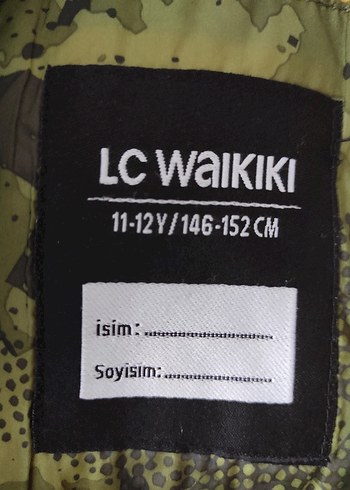 LC WAIKIKI
11-12Y/146-152 CM
isim:........................
Soyisim:........................